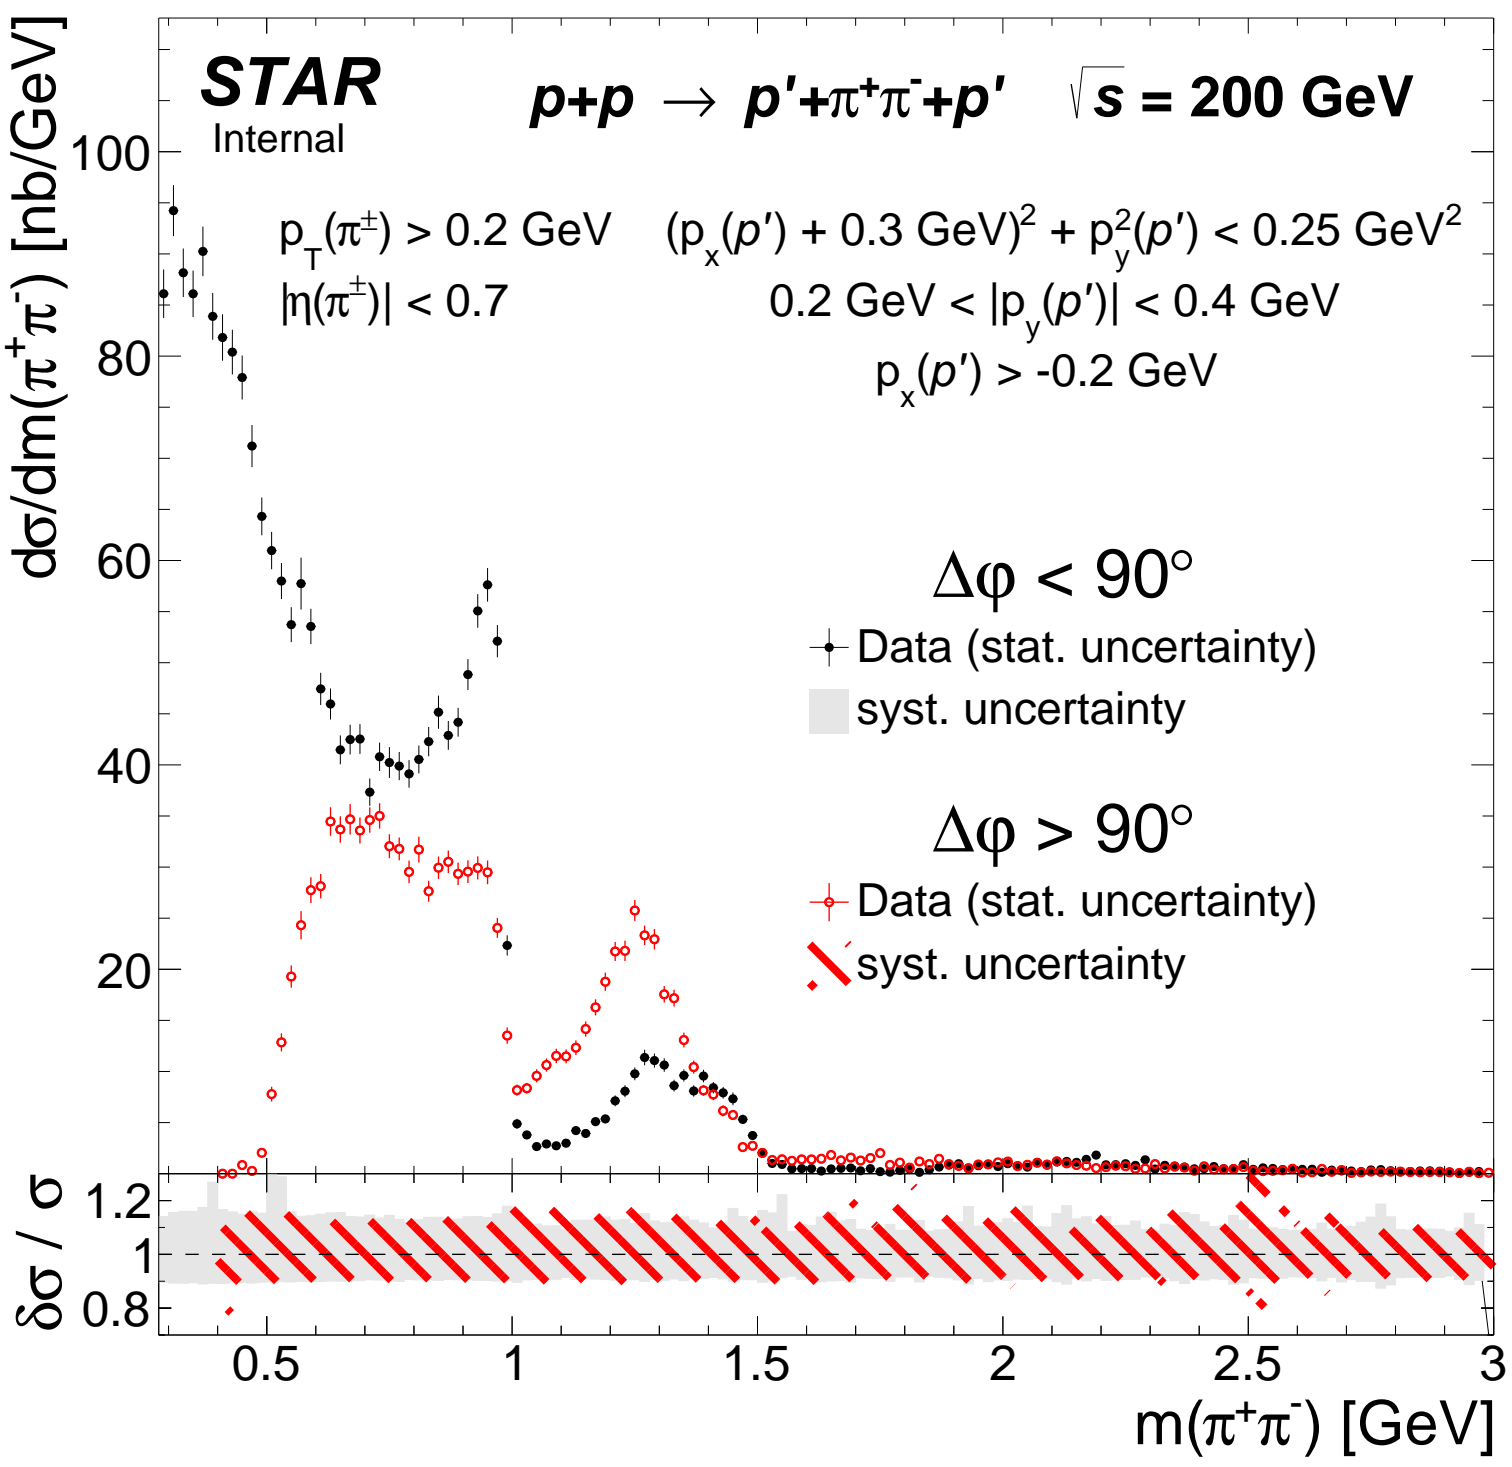 STAR
Internal
p+p → p′+π⁺π⁻+p′ √s = 200 GeV
p_T(π±) > 0.2 GeV
|η(π±)| < 0.7
(p_x(p′) + 0.3 GeV)² + p_y²(p′) < 0.25 GeV²
0.2 GeV < |p_y(p′)| < 0.4 GeV
p_x(p′) > -0.2 GeV
dσ/dm(π⁺π⁻) [nb/GeV]
100
80
60
40
20
Δφ < 90°
Data (stat. uncertainty)
syst. uncertainty
Δφ > 90°
Data (stat. uncertainty)
syst. uncertainty
δσ / σ
1.2
1
0.8
0.5 1 1.5 2 2.5 3
m(π⁺π⁻) [GeV]